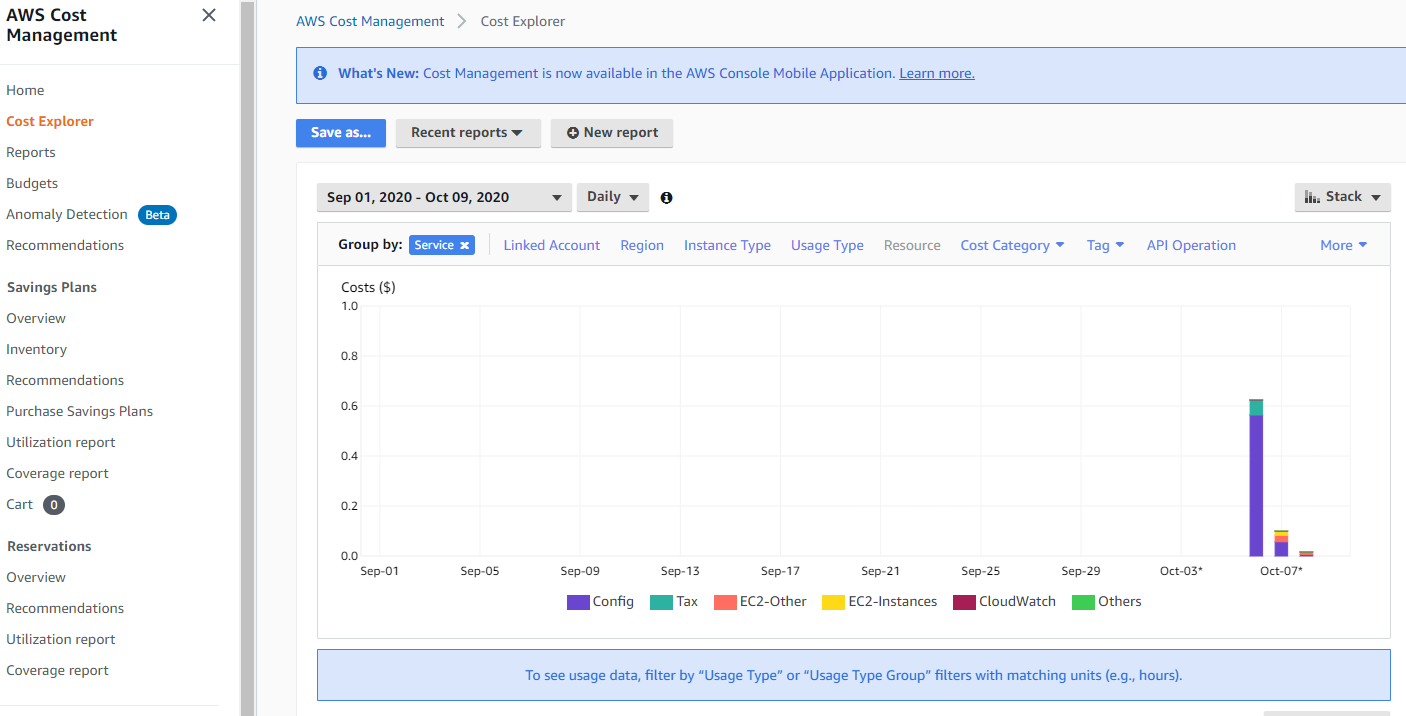 AWS Cost
Management
Home
Cost Explorer
Reports
Budgets
Anomaly Detection Beta
Recommendations
Savings Plans
Overview
Inventory
Recommendations
Purchase Savings Plans
Utilization report
Coverage report
Cart 0
Reservations
Overview
Recommendations
Utilization report
Coverage report
AWS Cost Management Cost Explorer
What's New: Cost Management is now available in the AWS Console Mobile Application. Learn more.
Save as... Recent reports New report
Sep 01, 2020 - Oct 09, 2020 Daily Stack
Group by: Service Linked Account Region Instance Type Usage Type Resource Cost Category Tag API Operation More
Costs ($)
1.0
0.8
0.6
0.4
0.2
0.0
Sep-01 Sep-05 Sep-09 Sep-13 Sep-17 Sep-21 Sep-25 Sep-29 Oct-03* Oct-07*
Config Tax EC2-Other EC2-Instances CloudWatch Others
To see usage data, filter by “Usage Type” or “Usage Type Group” filters with matching units (e.g., hours).